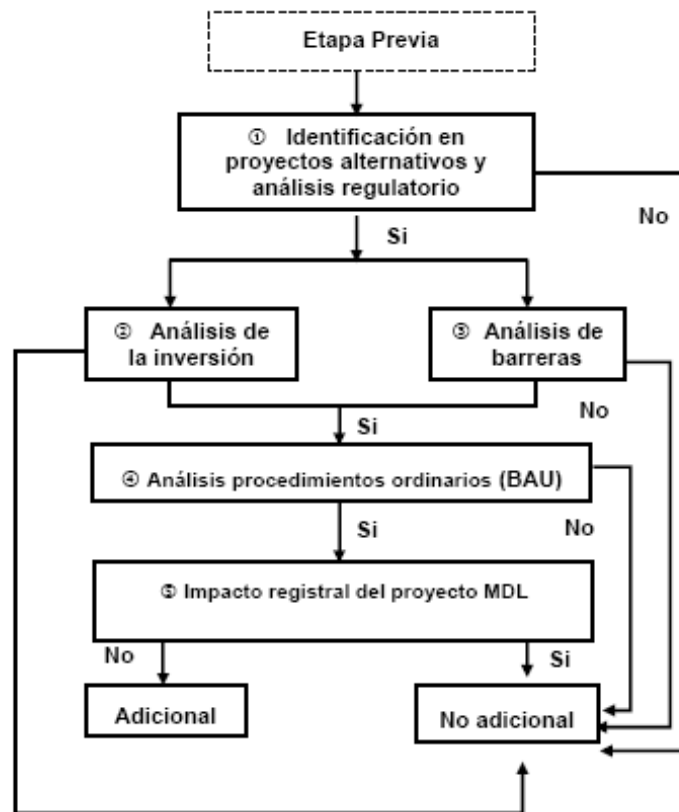 Etapa Previa
① Identificación en
proyectos alternativos y
análisis regulatorio
No
Si
② Análisis de
la inversión
③ Análisis de
barreras
No
Si
④ Análisis procedimientos ordinarios (BAU)
Si
No
⑤ Impacto registral del proyecto MDL
No
Si
Adicional
No adicional